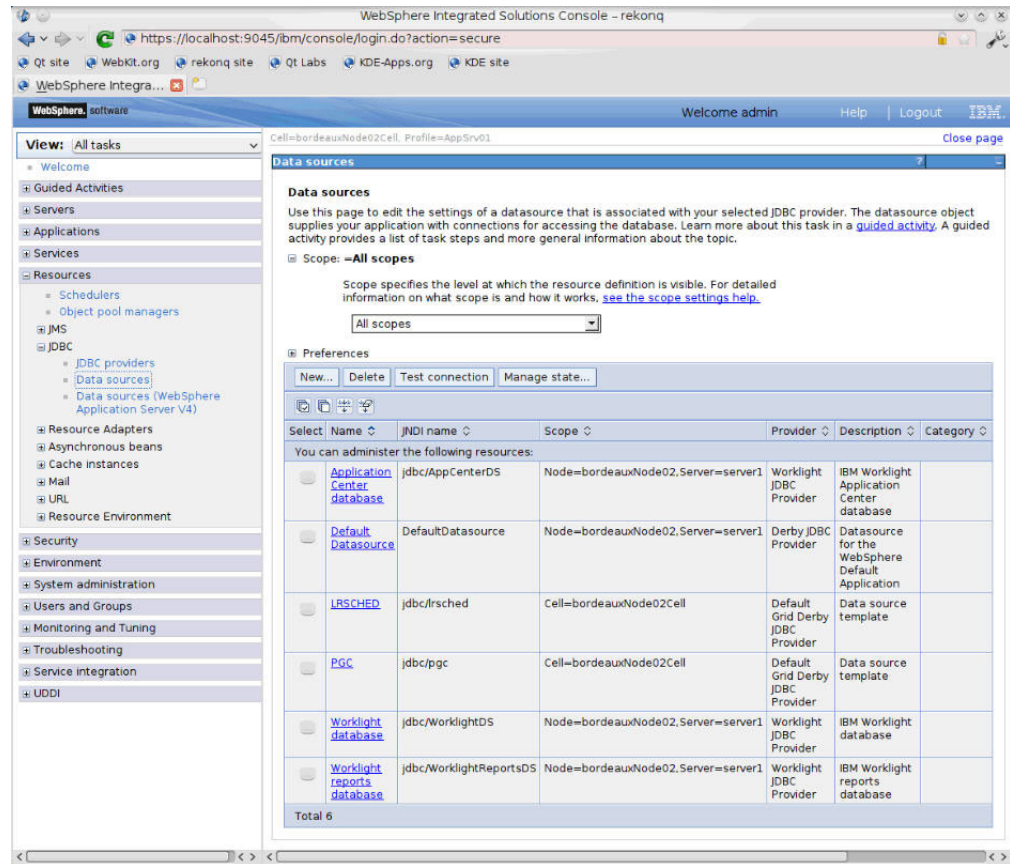 WebSphere Integrated Solutions Console – rekonq
https://localhost:9045/ibm/console/login.do?action=secure
Qt site WebKit.org rekonq site Qt Labs KDE-Apps.org KDE site
WebSphere Integra...
WebSphere. software Welcome admin Help | Logout IBM.
View: All tasks
Welcome
Guided Activities
Servers
Applications
Services
Resources
Schedulers
Object pool managers
JMS
JDBC
JDBC providers
Data sources
Data sources (WebSphere
Application Server V4)
Resource Adapters
Asynchronous beans
Cache instances
Mail
URL
Resource Environment
Security
Environment
System administration
Users and Groups
Monitoring and Tuning
Troubleshooting
Service integration
UDDI
Cell=bordeauxNode02Cell, Profile=AppSrv01 Close page
Data sources ? –
Data sources
Use this page to edit the settings of a datasource that is associated with your selected JDBC provider. The datasource object
supplies your application with connections for accessing the database. Learn more about this task in a guided activity. A guided
activity provides a list of task steps and more general information about the topic.
Scope: =All scopes
Scope specifies the level at which the resource definition is visible. For detailed
information on what scope is and how it works, see the scope settings help.
All scopes
Preferences
New... Delete Test connection Manage state...
Select Name JNDI name Scope Provider Description Category
You can administer the following resources:
Application jdbc/AppCenterDS Node=bordeauxNode02,Server=server1 Worklight IBM Worklight
Center JDBC Application
database Provider Center
database
Default DefaultDatasource Node=bordeauxNode02,Server=server1 Derby JDBC Datasource
Datasource Provider for the
WebSphere
Default
Application
LRSCHED jdbc/lrsched Cell=bordeauxNode02Cell Default Data source
Grid Derby template
JDBC
Provider
PGC jdbc/pgc Cell=bordeauxNode02Cell Default Data source
Grid Derby template
JDBC
Provider
Worklight jdbc/WorklightDS Node=bordeauxNode02,Server=server1 Worklight IBM Worklight
database JDBC database
Provider
Worklight jdbc/WorklightReportsDS Node=bordeauxNode02,Server=server1 Worklight IBM Worklight
reports JDBC reports
database Provider database
Total 6